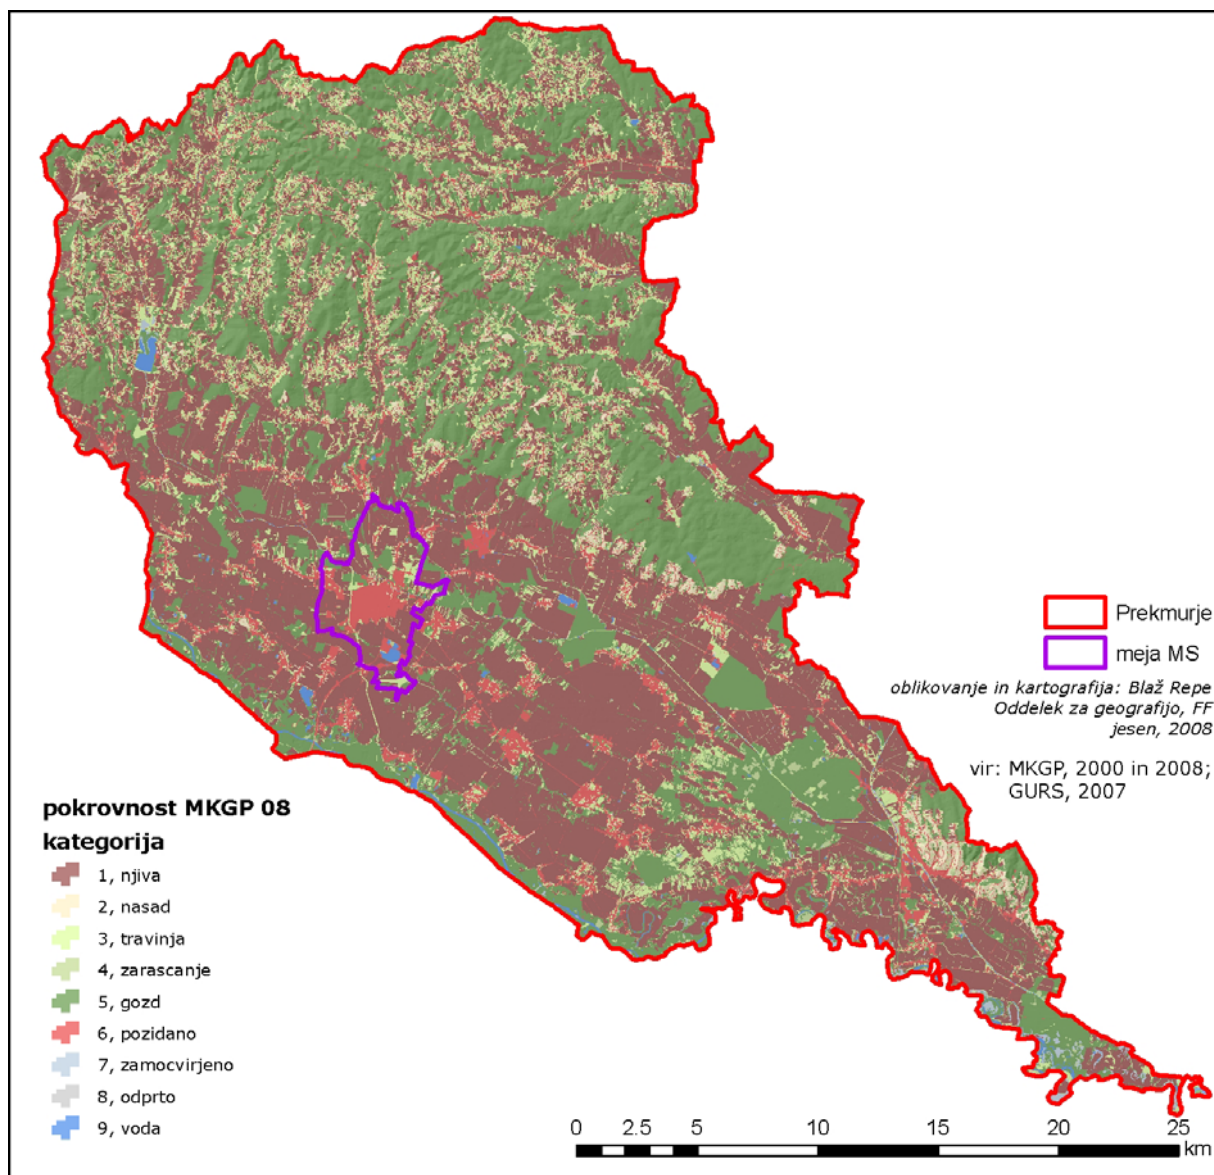 Prekmurje
meja MS
oblikovanje in kartografija: Blaž Repe
Oddelek za geografijo, FF
jesen, 2008
vir: MKGP, 2000 in 2008;
GURS, 2007
pokrovnost MKGP 08
kategorija
1, njiva
2, nasad
3, travinja
4, zarascanje
5, gozd
6, pozidano
7, zamocvirjeno
8, odprto
9, voda
0 2.5 5 10 15 20 25
km